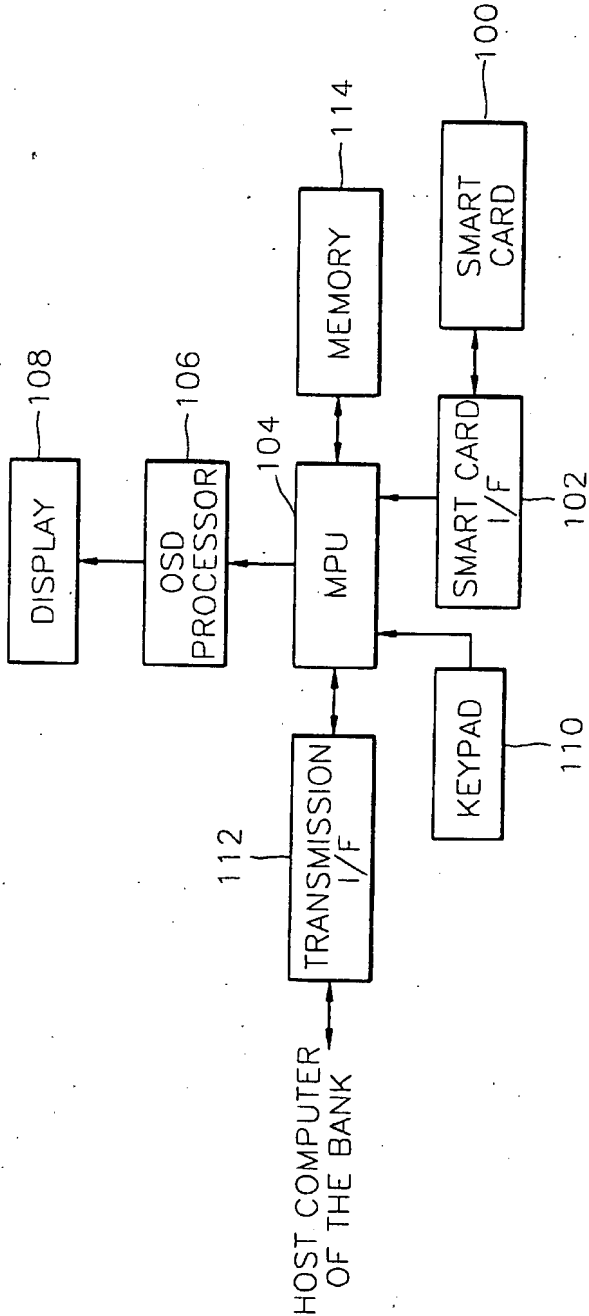 108
DISPLAY
106
OSD
PROCESSOR
104
MPU
114
MEMORY
112
TRANSMISSION
I/F
HOST COMPUTER
OF THE BANK
KEYPAD
110
SMART CARD
I/F
102
SMART
CARD
100